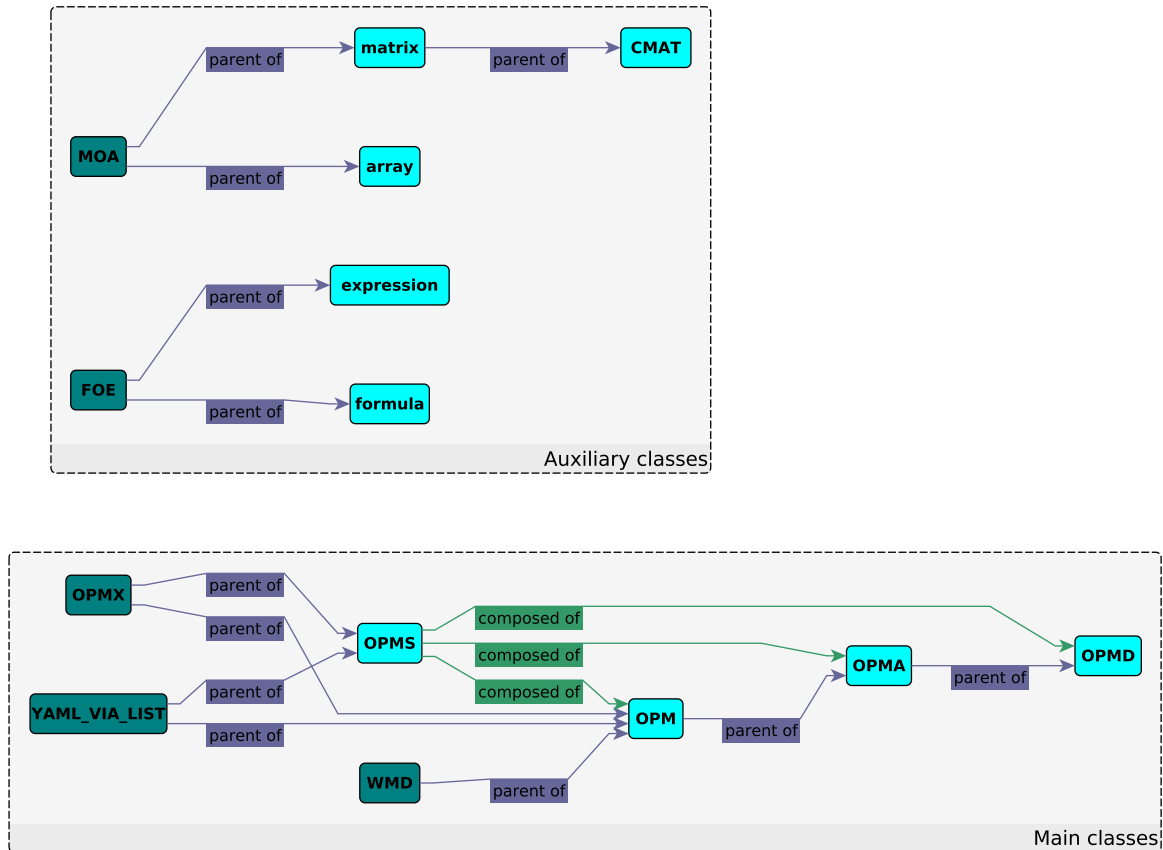 matrix
CMAT
parent of
parent of
MOA
array
parent of
expression
parent of
FOE
formula
parent of
Auxiliary classes
OPMX
parent of
composed of
parent of
OPMS
composed of
OPMA
OPMD
parent of
parent of
composed of
YAML_VIA_LIST
OPM
parent of
parent of
WMD
parent of
Main classes